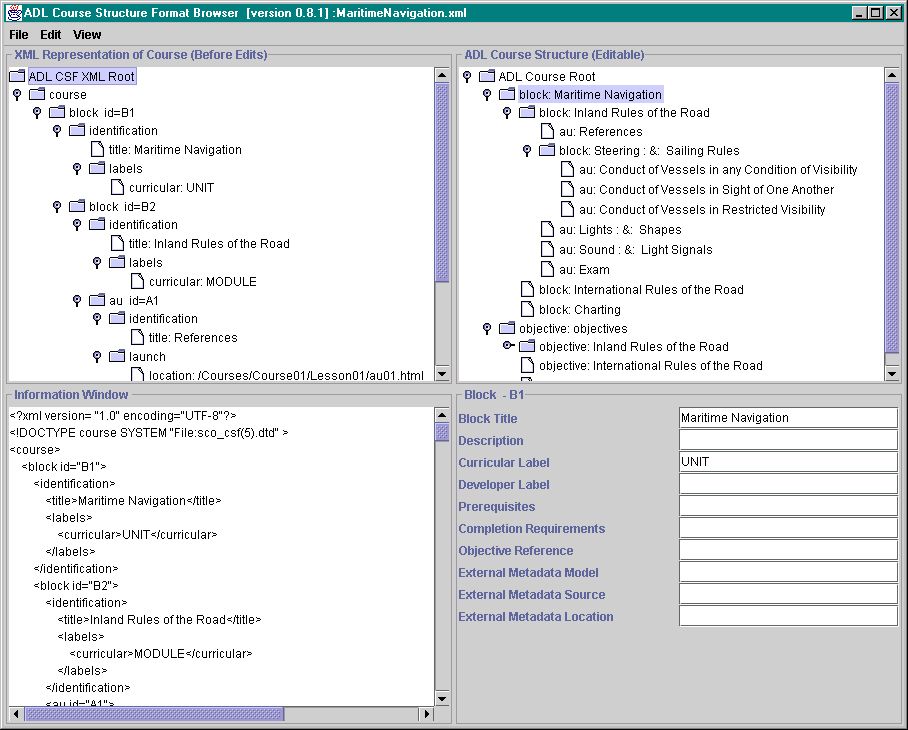 ADL Course Structure Format Browser [version 0.8.1] :MaritimeNavigation.xml
File Edit View
XML Representation of Course (Before Edits)
ADL CSF XML Root
course
block id=B1
identification
title: Maritime Navigation
labels
curricular: UNIT
block id=B2
identification
title: Inland Rules of the Road
labels
curricular: MODULE
au id=A1
identification
title: References
launch
location: /Courses/Course01/Lesson01/au01.html
ADL Course Structure (Editable)
ADL Course Root
block: Maritime Navigation
block: Inland Rules of the Road
au: References
block: Steering : &: Sailing Rules
au: Conduct of Vessels in any Condition of Visibility
au: Conduct of Vessels in Sight of One Another
au: Conduct of Vessels in Restricted Visibility
au: Lights : &: Shapes
au: Sound : &: Light Signals
au: Exam
block: International Rules of the Road
block: Charting
objective: objectives
objective: Inland Rules of the Road
objective: International Rules of the Road
Information Window
<?xml version= "1.0" encoding="UTF-8"?>
<!DOCTYPE course SYSTEM "File:sco_csf(5).dtd" >
<course>
<block id="B1">
<identification>
<title>Maritime Navigation</title>
<labels>
<curricular>UNIT</curricular>
</labels>
</identification>
<block id="B2">
<identification>
<title>Inland Rules of the Road</title>
<labels>
<curricular>MODULE</curricular>
</labels>
</identification>
<au id="A1">
Block - B1
Block Title Maritime Navigation
Description
Curricular Label UNIT
Developer Label
Prerequisites
Completion Requirements
Objective Reference
External Metadata Model
External Metadata Source
External Metadata Location